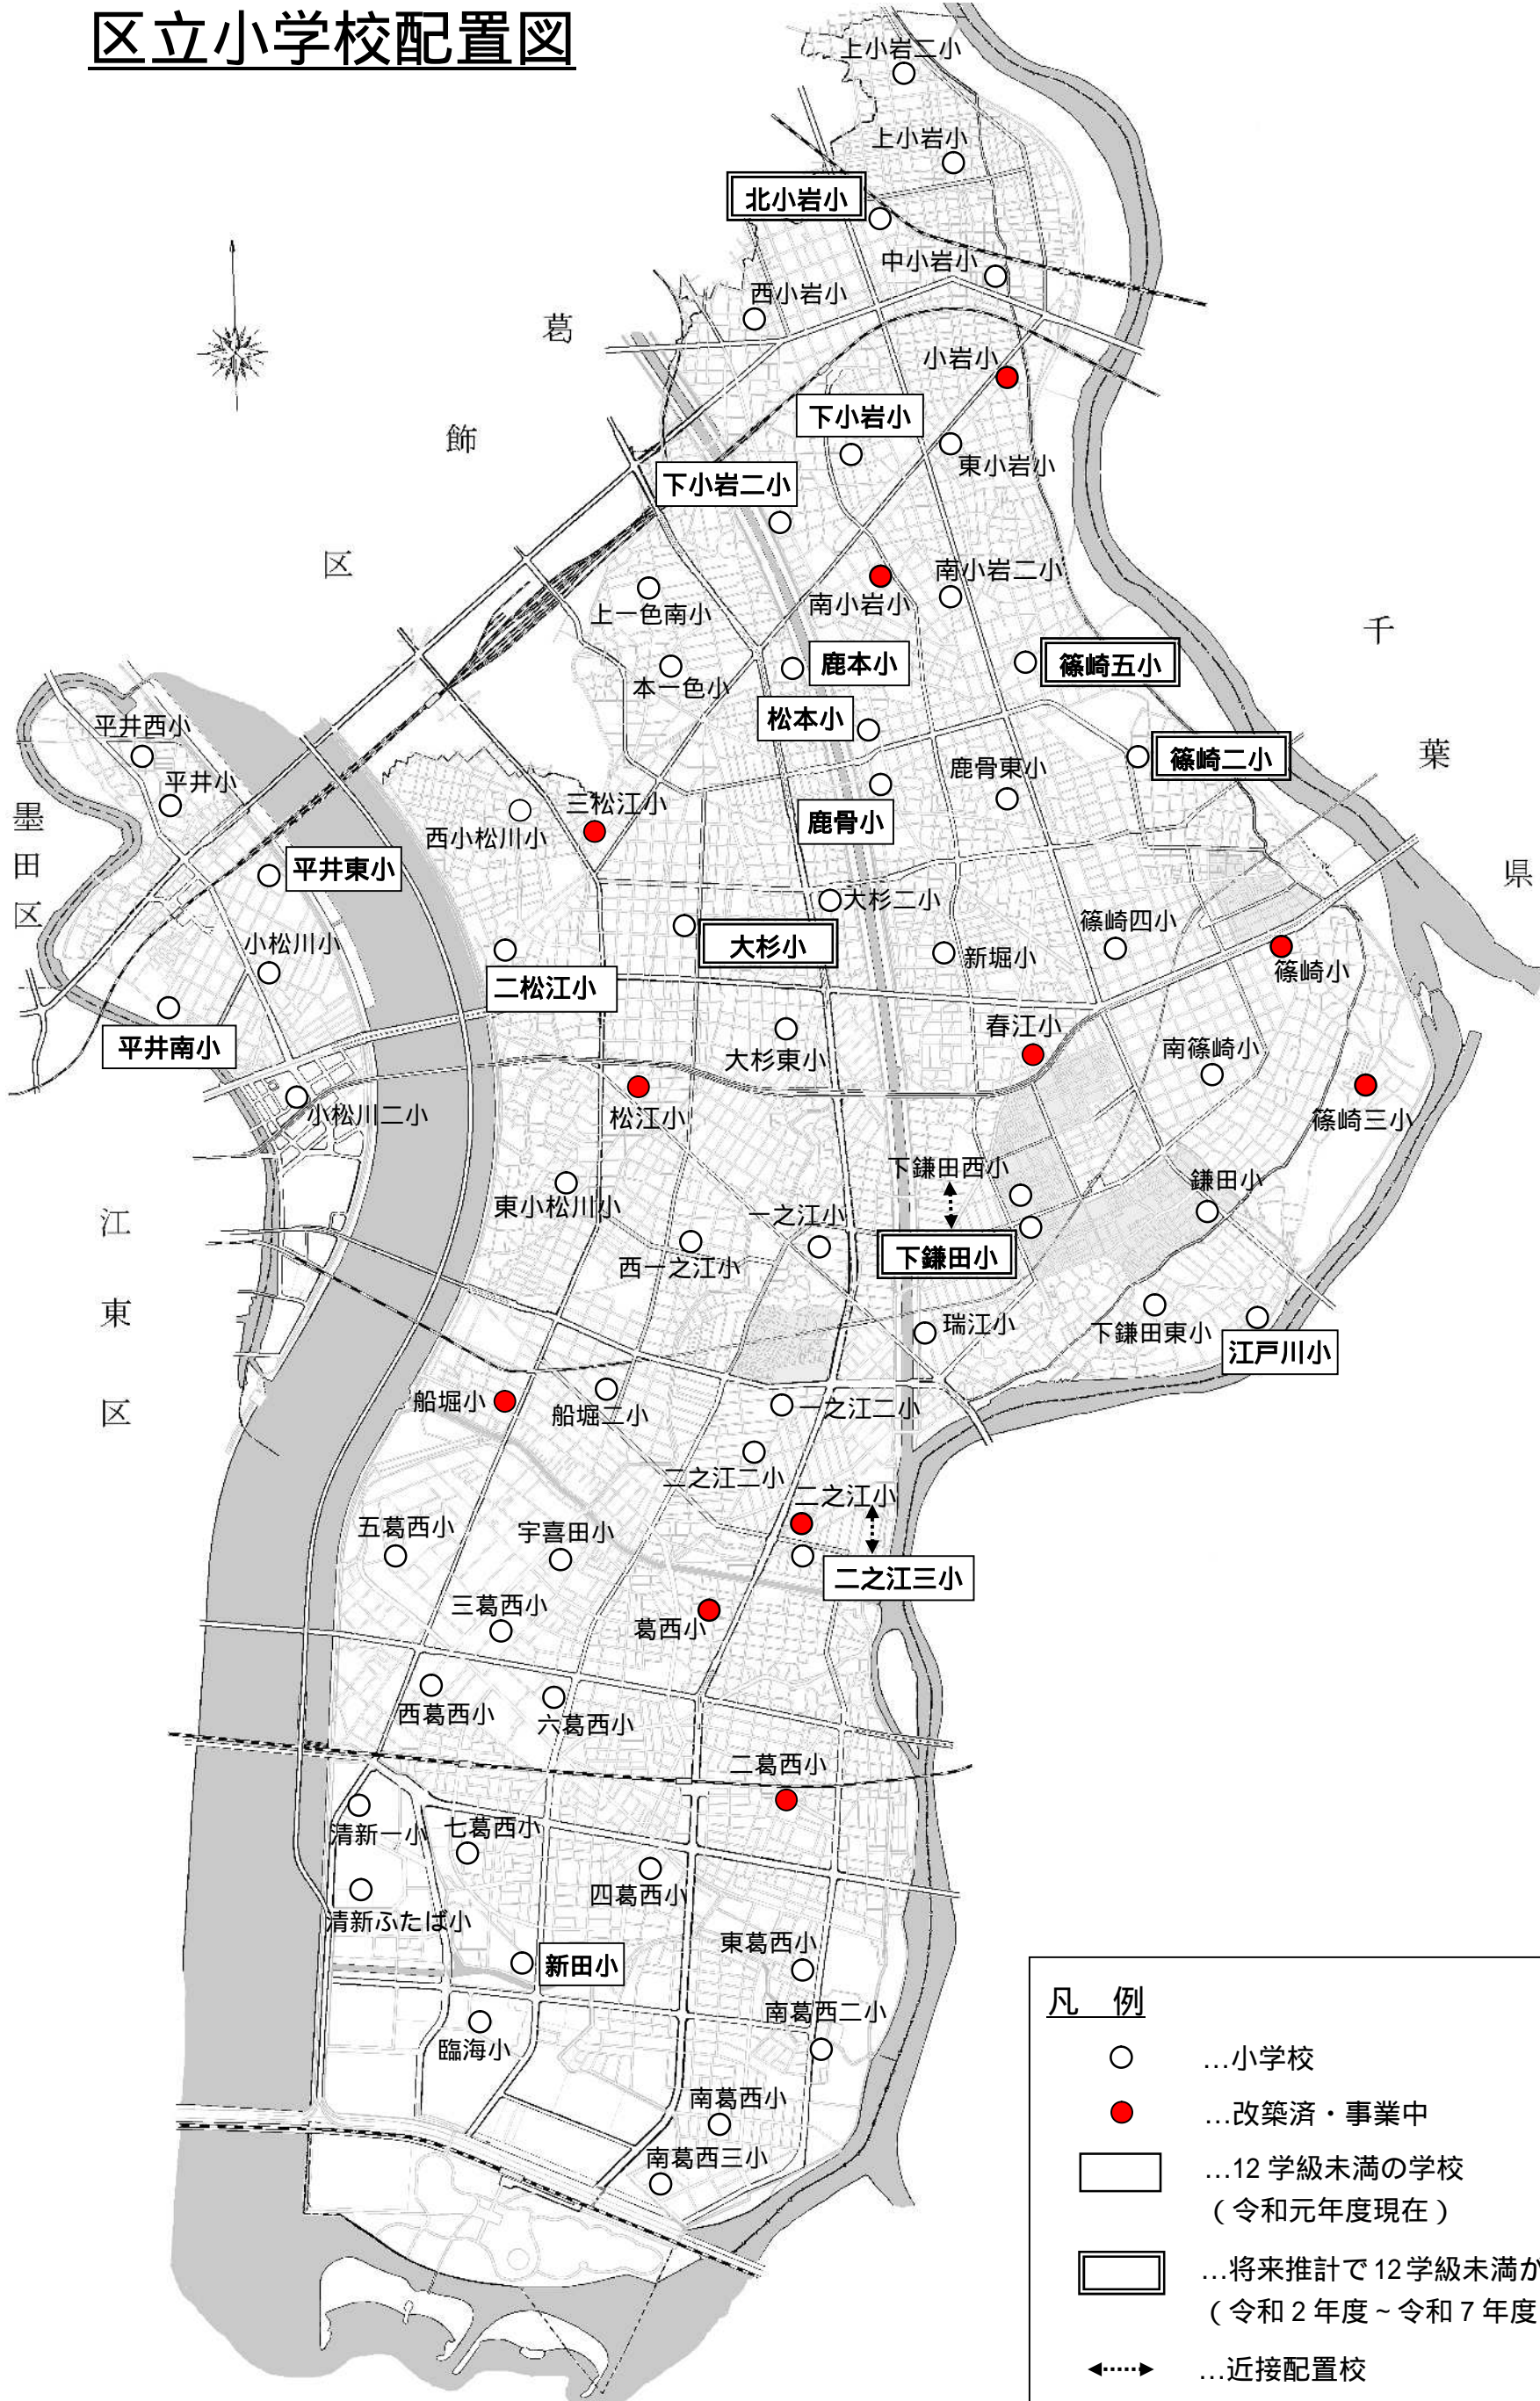 区立小学校配置図
上小岩二小
上小岩小
北小岩小
中小岩小
西小岩小
葛
飾
区
小岩小
下小岩小
東小岩小
下小岩二小
南小岩二小
南小岩小
上一色南小
千
葉
県
鹿本小
篠崎五小
本一色小
松本小
平井西小
篠崎二小
鹿骨東小
平井小
三松江小
鹿骨小
西小松川小
墨
田
区
平井東小
大杉二小
篠崎四小
大杉小
小松川小
新堀小
篠崎小
二松江小
春江小
平井南小
大杉東小
南篠崎小
小松川二小
松江小
篠崎三小
下鎌田西小
鎌田小
東小松川小
一之江小
江
東
区
西一之江小
下鎌田小
瑞江小
下鎌田東小
江戸川小
船堀小
船堀二小
一之江二小
二之江二小
二之江小
五葛西小
宇喜田小
二之江三小
三葛西小
葛西小
西葛西小
六葛西小
二葛西小
清新一小
七葛西小
四葛西小
清新ふたば小
東葛西小
新田小
南葛西二小
臨海小
南葛西小
南葛西三小
凡 例
…小学校
…改築済・事業中
…12 学級未満の学校
(令和元年度現在)
…将来推計で 12 学級未満か
(令和 2 年度 ~ 令和 7 年度
…近接配置校